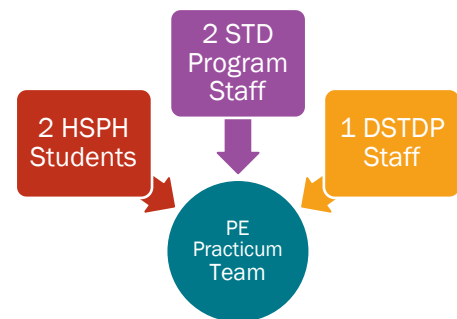 2 STD
Program
Staff
2 HSPH
Students
1 DSTDP
Staff
PE
Practicum
Team